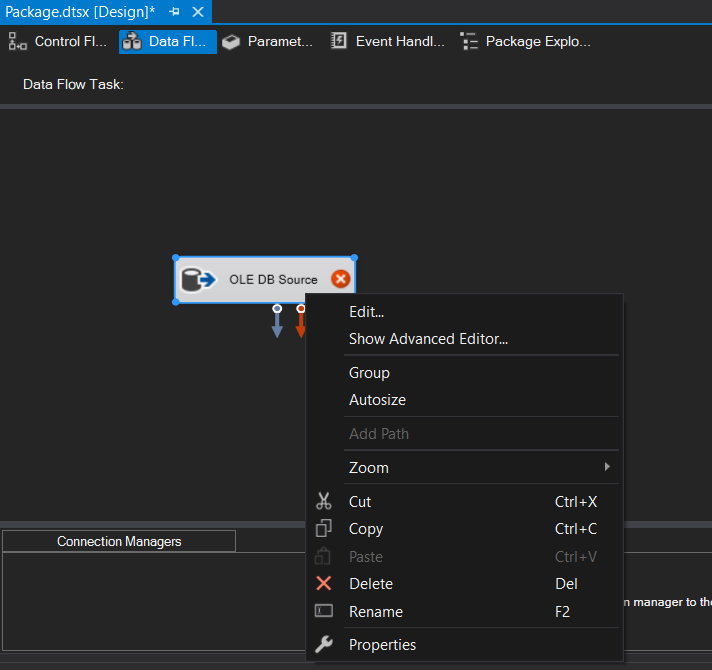 Package.dtsx [Design]*
Control Fl... Data Fl... Paramet... Event Handl... Package Explo...
Data Flow Task:
OLE DB Source
Edit...
Show Advanced Editor...
Group
Autosize
Add Path
Zoom
Cut Ctrl+X
Copy Ctrl+C
Paste Ctrl+V
Delete Del
Rename F2
Properties
Connection Managers
manager to the